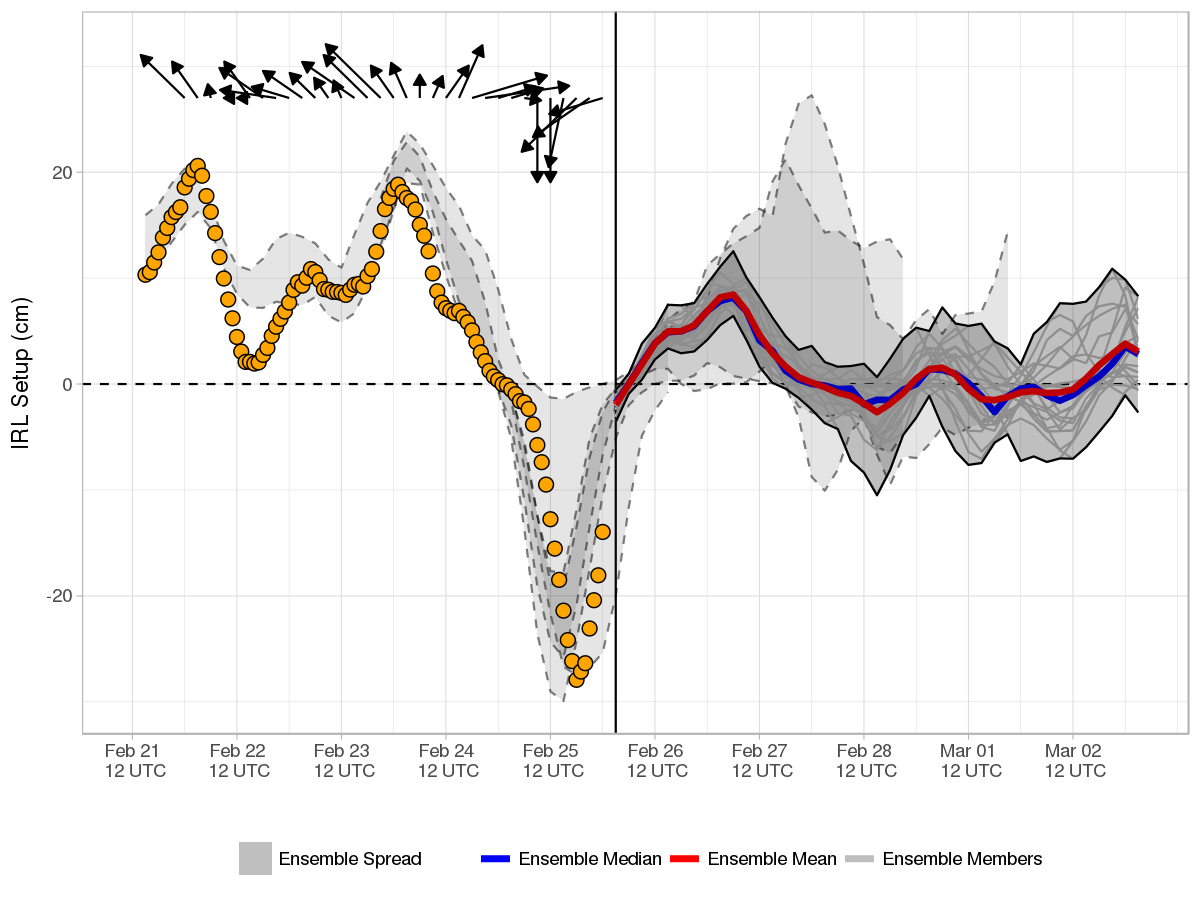 IRL Setup (cm)
20
0
-20
Feb 21
12 UTC
Feb 22
12 UTC
Feb 23
12 UTC
Feb 24
12 UTC
Feb 25
12 UTC
Feb 26
12 UTC
Feb 27
12 UTC
Feb 28
12 UTC
Mar 01
12 UTC
Mar 02
12 UTC
Ensemble Spread
Ensemble Median
Ensemble Mean
Ensemble Members